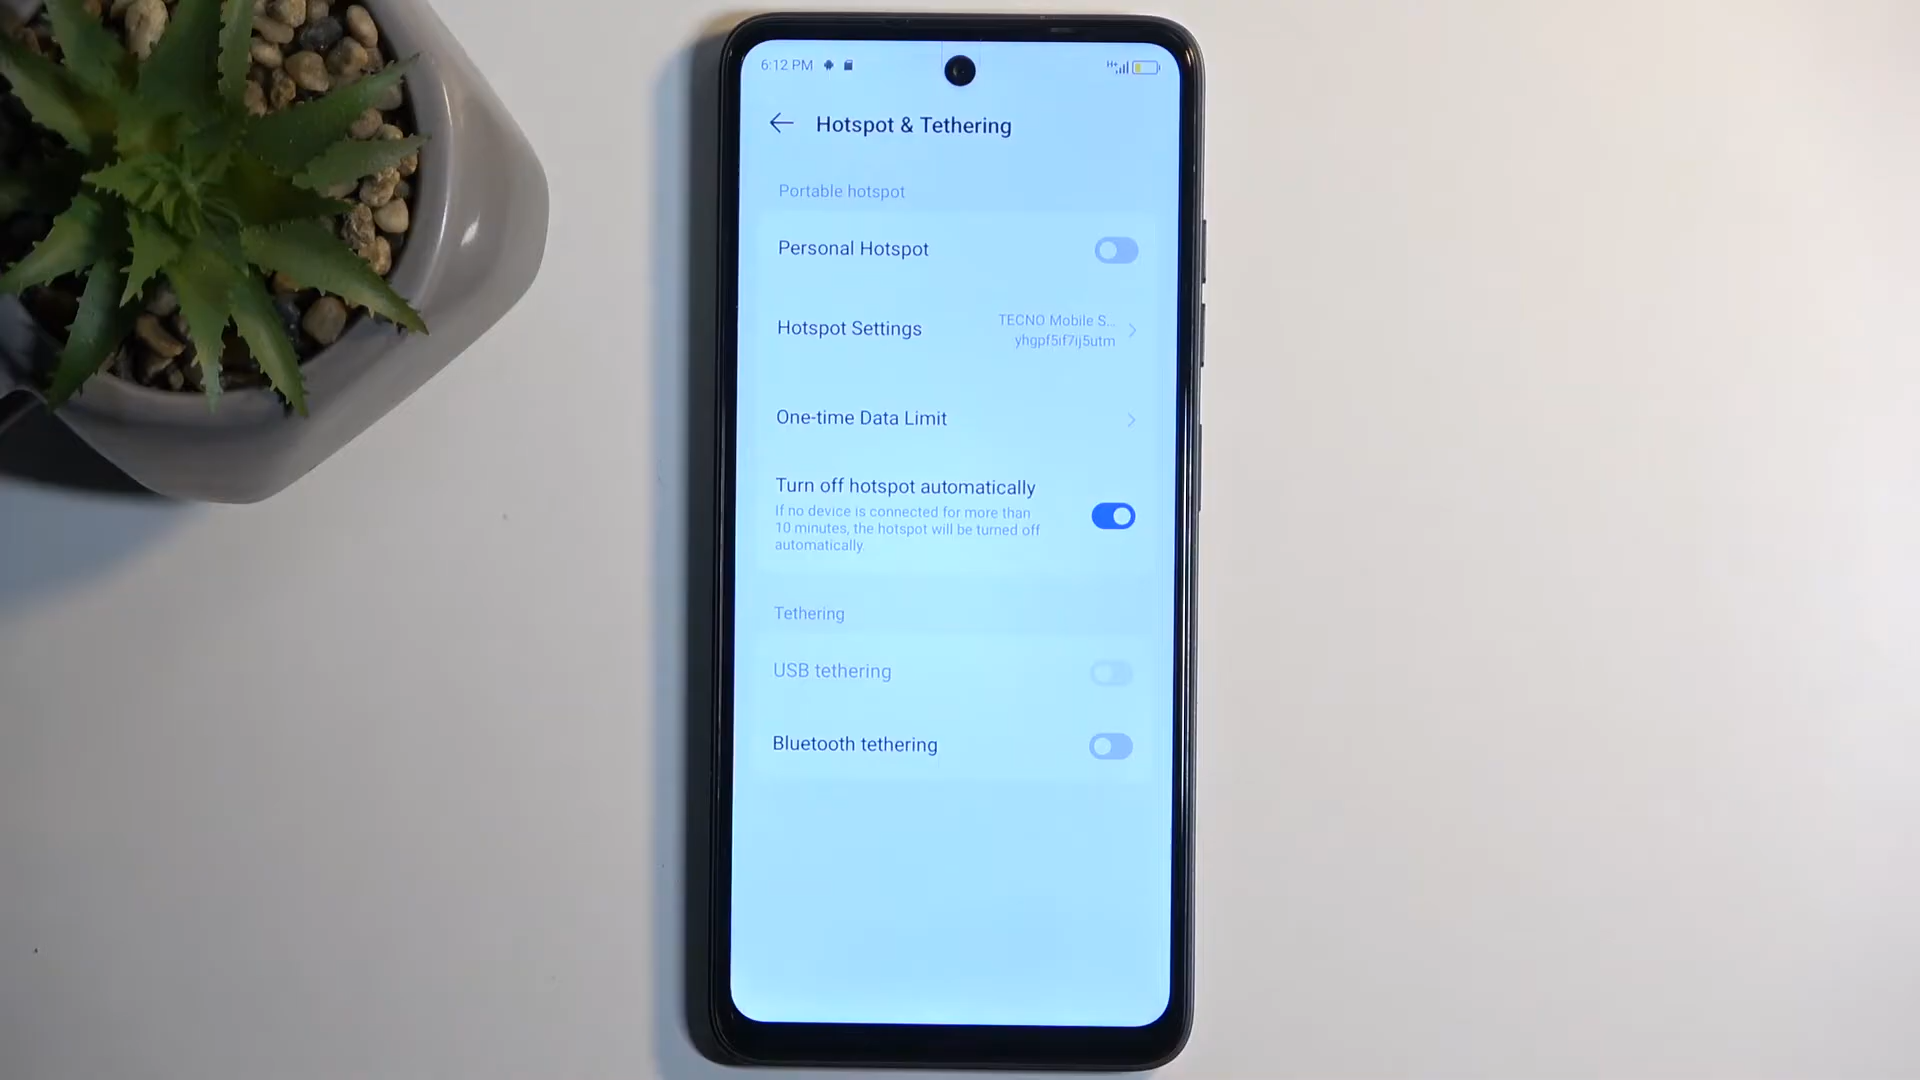 6:12 PM
H+
Hotspot & Tethering
Portable hotspot
Personal Hotspot
Hotspot Settings
TECNO Mobile S...
yhgpf5if7ij5utm
One-time Data Limit
Turn off hotspot automatically
If no device is connected for more than
10 minutes, the hotspot will be turned off
automatically.
Tethering
USB tethering
Bluetooth tethering